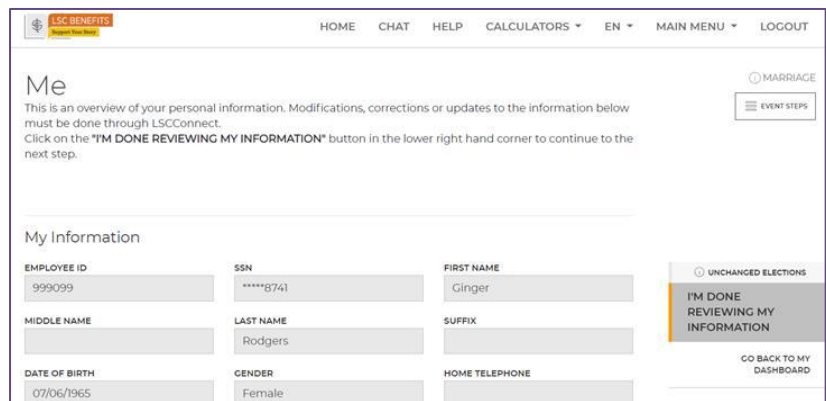 LSC BENEFITS
Support Your Story
HOME CHAT HELP CALCULATORS EN MAIN MENU LOGOUT
Me
MARRIAGE
This is an overview of your personal information. Modifications, corrections or updates to the information below
EVENT STEPS
must be done through LSCConnect.
Click on the "I'M DONE REVIEWING MY INFORMATION" button in the lower right hand corner to continue to the
next step.
My Information
EMPLOYEE ID SSN FIRST NAME
999099 *****8741 Ginger
MIDDLE NAME LAST NAME SUFFIX
Rodgers
DATE OF BIRTH GENDER HOME TELEPHONE
07/06/1965 Female
UNCHANGED ELECTIONS
I'M DONE
REVIEWING MY
INFORMATION
GO BACK TO MY
DASHBOARD